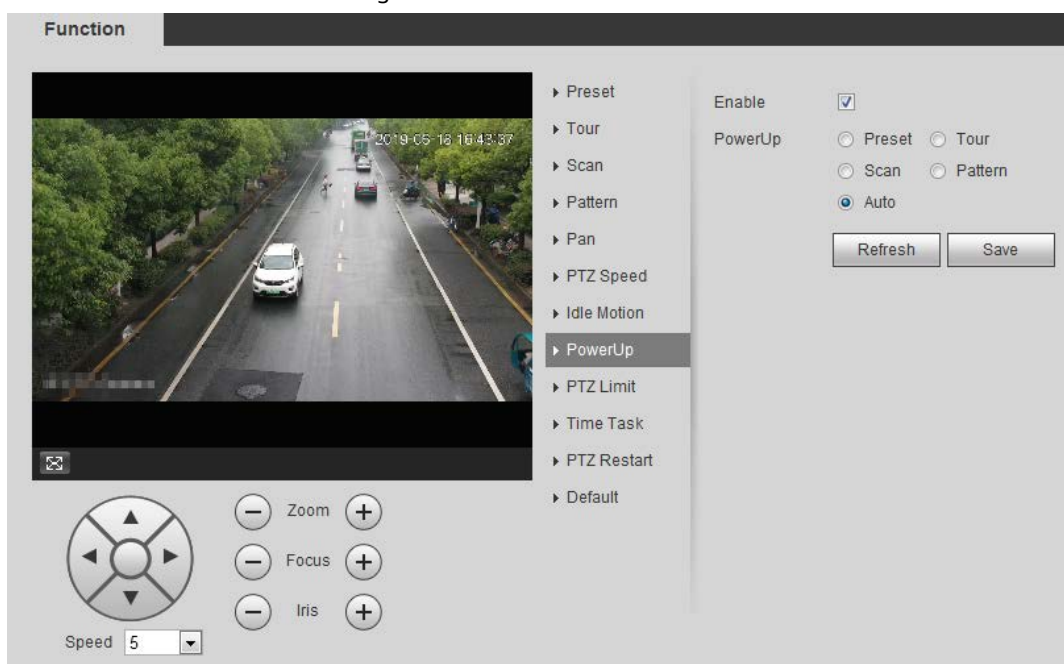 Function
2019-05-18 16:43:37
Preset
Tour
Scan
Pattern
Pan
PTZ Speed
Idle Motion
PowerUp
PTZ Limit
Time Task
PTZ Restart
Default
Enable
PowerUp
Preset Tour
Scan Pattern
Auto
Refresh Save
Zoom
Focus
Iris
Speed 5